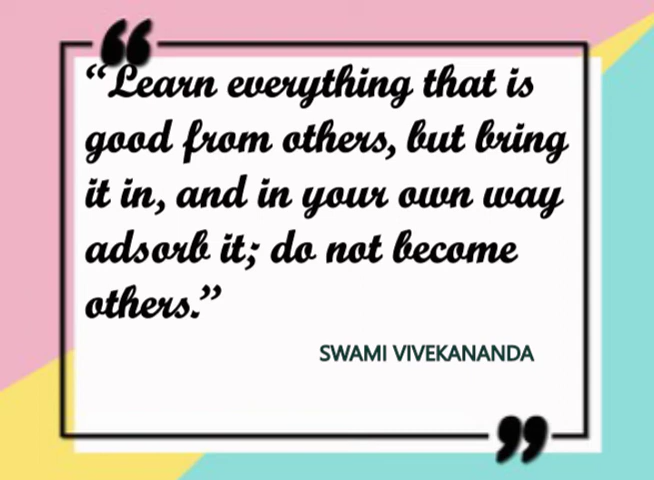 “Learn everything that is
good from others, but bring
it in, and in your own way
adsorb it; do not become
others.”
SWAMI VIVEKANANDA